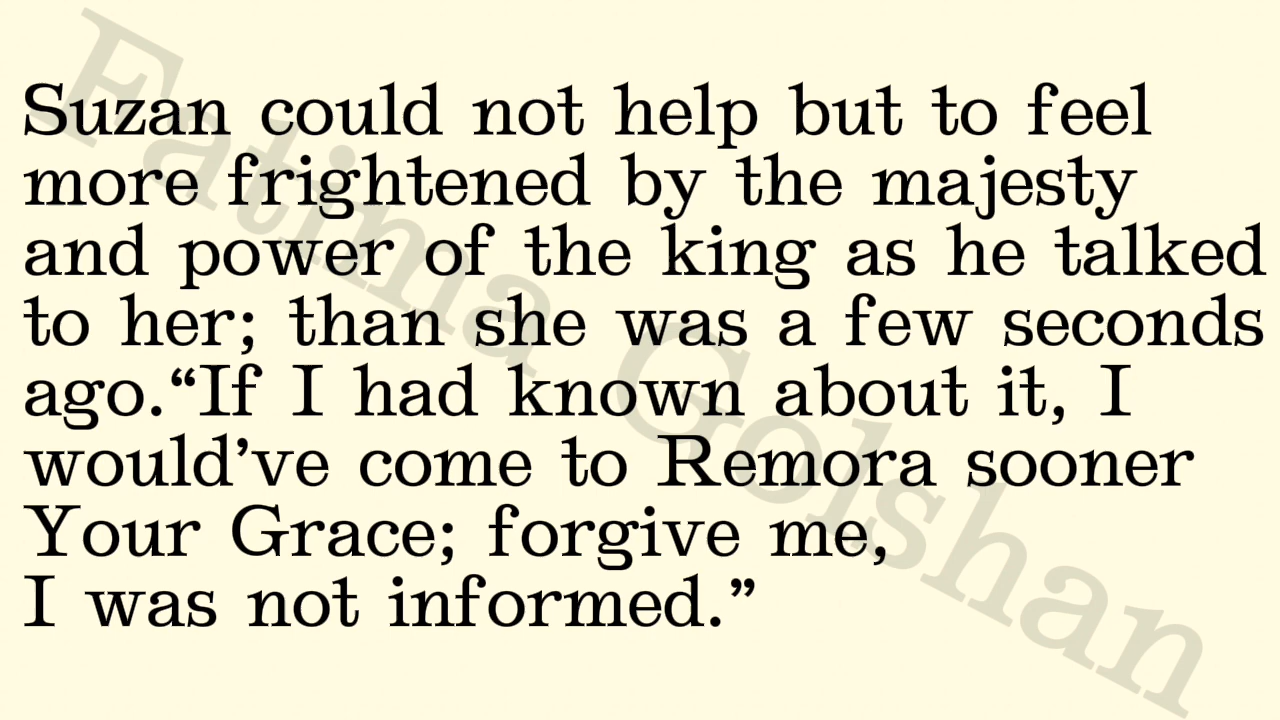 Suzan could not help but to feel
more frightened by the majesty
and power of the king as he talked
to her; than she was a few seconds
ago.“If I had known about it, I
would’ve come to Remora sooner
Your Grace; forgive me,
I was not informed.”
Fatima Golshan